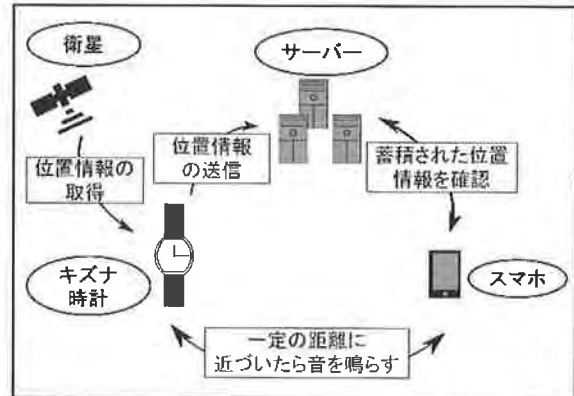 衛星
サーバー
位置情報の
取得
位置情報
の送信
蓄積された位置
情報を確認
キズナ
時計
スマホ
一定の距離に
近づいたら音を鳴らす